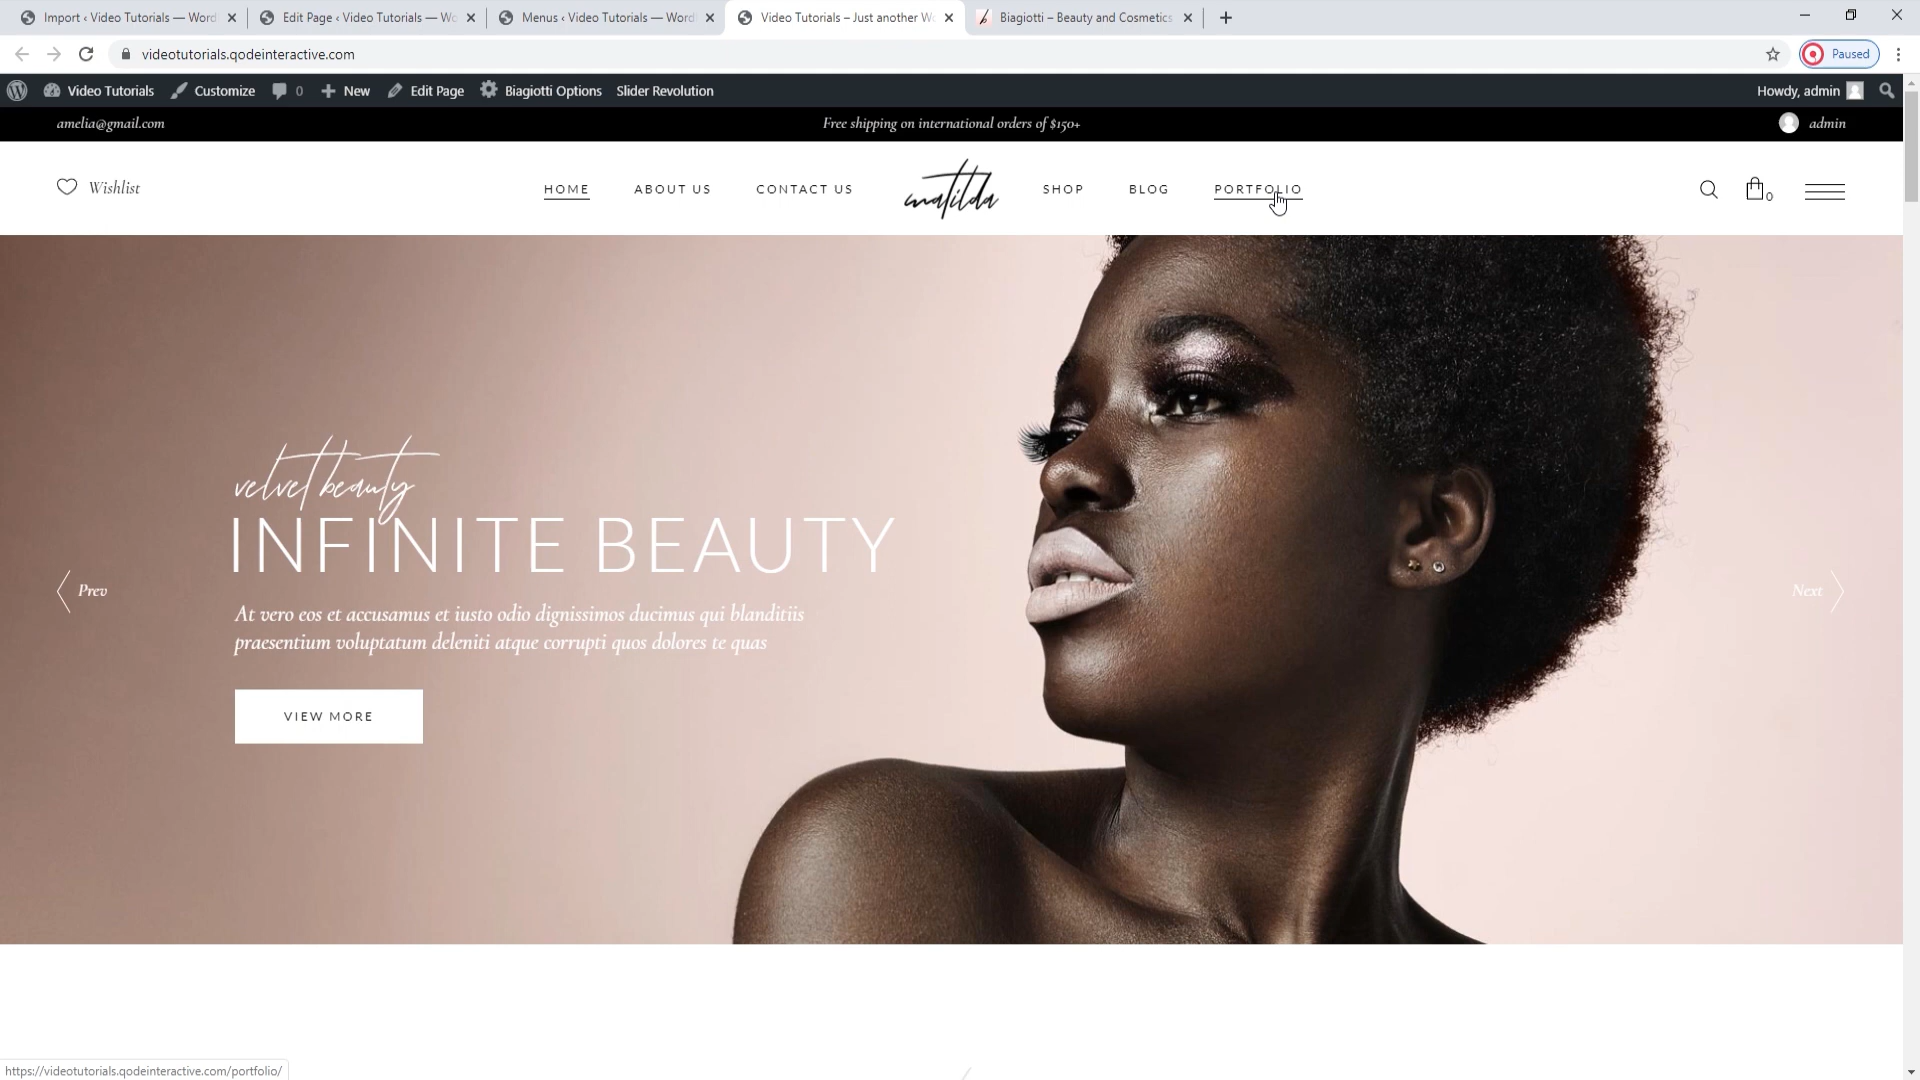 Import ‹ Video Tutorials — Word
Edit Page ‹ Video Tutorials — Wo
Menus ‹ Video Tutorials — Word
Video Tutorials – Just another Wo
Biagiotti – Beauty and Cosmetics
videotutorials.qodeinteractive.com
Paused
Video Tutorials
Customize
0
New
Edit Page
Biagiotti Options
Slider Revolution
Howdy, admin
amelia@gmail.com
Free shipping on international orders of $150+
admin
Wishlist
HOME
ABOUT US
CONTACT US
matilda
SHOP
BLOG
PORTFOLIO
0
velvet beauty
INFINITE BEAUTY
Prev
Next
At vero eos et accusamus et iusto odio dignissimos ducimus qui blanditiis
praesentium voluptatum deleniti atque corrupti quos dolores te quas
VIEW MORE
https://videotutorials.qodeinteractive.com/portfolio/